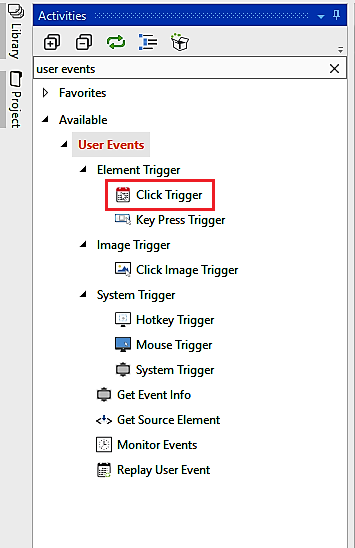 Activities
Library
Project
user events
Favorites
Available
User Events
Element Trigger
Click Trigger
Key Press Trigger
Image Trigger
Click Image Trigger
System Trigger
Hotkey Trigger
Mouse Trigger
System Trigger
Get Event Info
Get Source Element
Monitor Events
Replay User Event